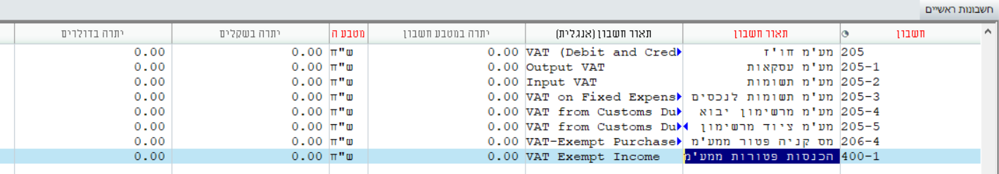 חשבונות ראשיים
חשבון תאור חשבון תאור חשבון (אנגלית) יתרה במטבע חשבון מטבע ה יתרה בשקלים יתרה בדולרים
205 מע'מ חו'ז VAT (Debit and Cred 0.00 ש"ח 0.00 0.00
205-1 מע'מ עסקאות Output VAT 0.00 ש"ח 0.00 0.00
205-2 מע'מ תשומות Input VAT 0.00 ש"ח 0.00 0.00
205-3 מע'מ תשומות לנכסים VAT on Fixed Expens 0.00 ש"ח 0.00 0.00
205-4 מע'מ מרשימון יבוא VAT from Customs Du 0.00 ש"ח 0.00 0.00
205-5 מע'מ ציוד מרשימון VAT from Customs Du 0.00 ש"ח 0.00 0.00
206-4 מס קניה פטור ממע'מ VAT-Exempt Purchase 0.00 ש"ח 0.00 0.00
400-1 הכנסות פטורות ממע'מ VAT Exempt Income 0.00 ש"ח 0.00 0.00